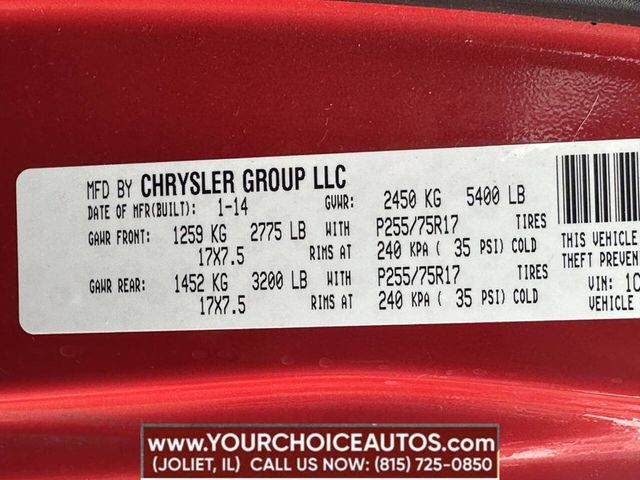 MFD BY CHRYSLER GROUP LLC
DATE OF MFR(BUILT): 1-14 GVWR: 2450 KG 5400 LB
GAWR FRONT: 1259 KG 2775 LB WITH P255/75R17 TIRES
17X7.5 RIMS AT 240 KPA ( 35 PSI) COLD
GAWR REAR: 1452 KG 3200 LB WITH P255/75R17 TIRES
17X7.5 RIMS AT 240 KPA ( 35 PSI) COLD
THIS VEHICLE
THEFT PREVEN
VIN: 1C
VEHICLE
WWW.YOURCHOICEAUTOS.COM
(JOLIET, IL) CALL US NOW: (815) 725-0850